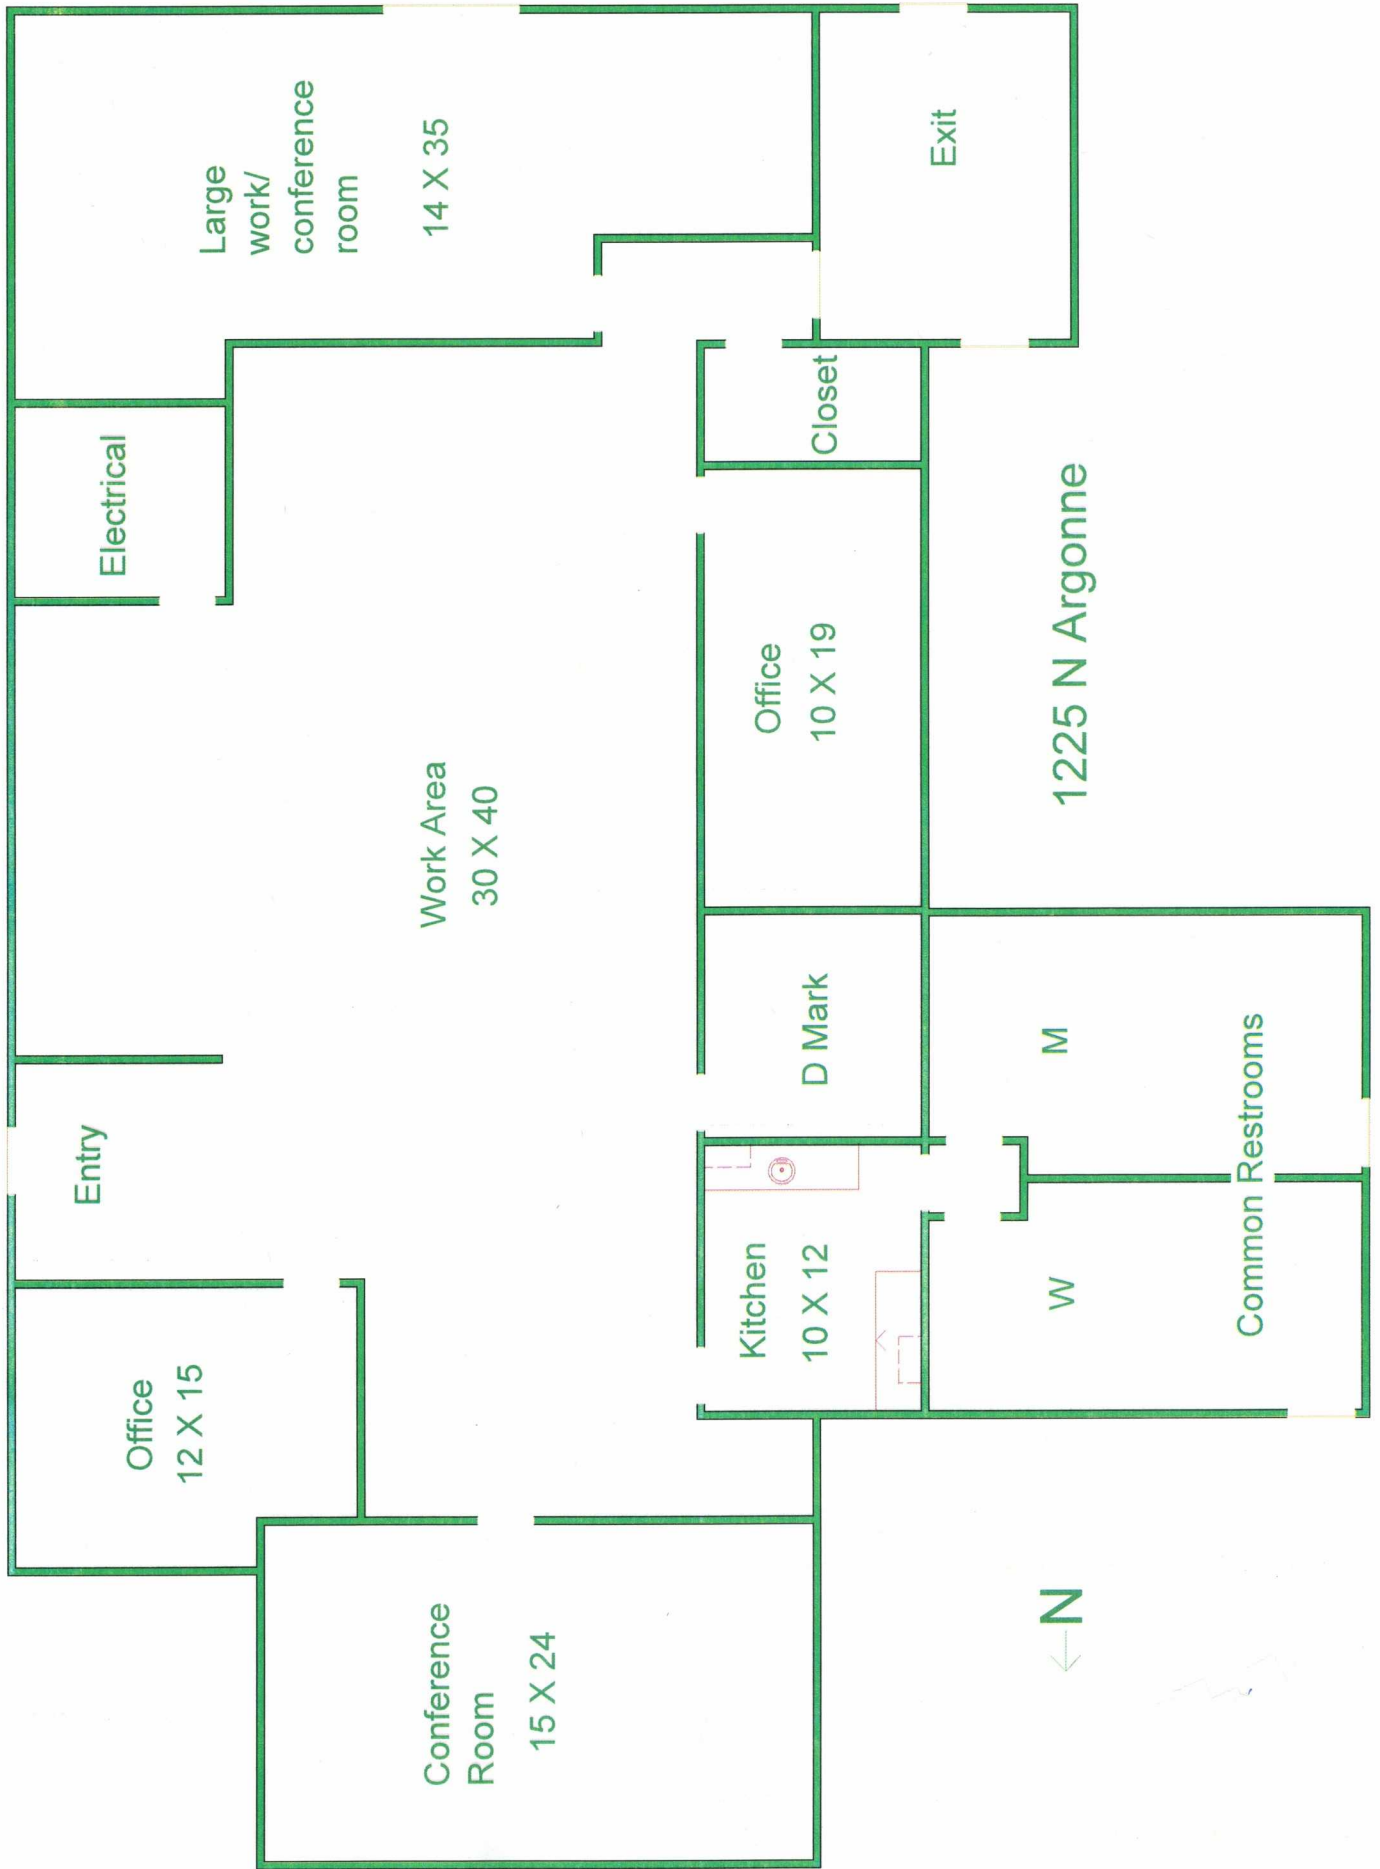 Large
work/
conference
room
14 X 35
Exit
Electrical
Closet
Office
10 X 19
1225 N Argonne
Work Area
30 X 40
Entry
D Mark
M
Kitchen
10 X 12
W
Common Restrooms
Office
12 X 15
Conference
Room
15 X 24
N